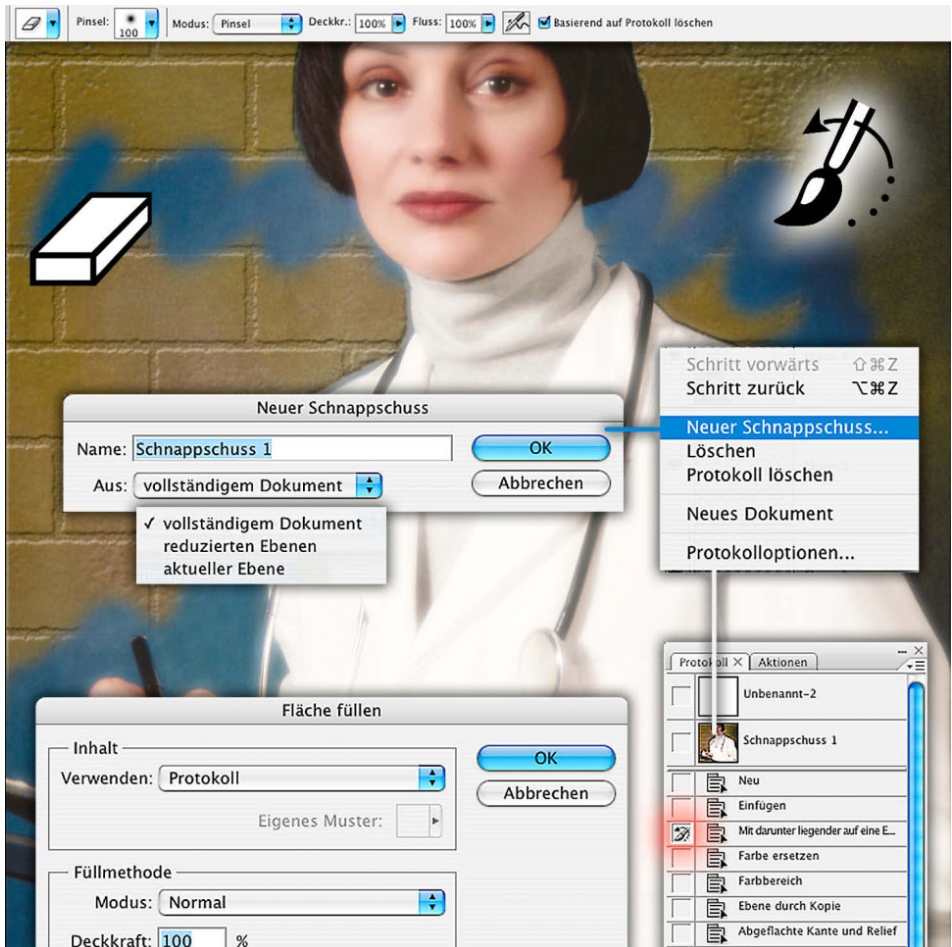 Pinsel: 100 Modus: Pinsel Deckkr.: 100% Fluss: 100% Basierend auf Protokoll löschen
Schritt vorwärts ⇧⌘Z
Schritt zurück ⌥⌘Z
Neuer Schnappschuss...
Löschen
Protokoll löschen
Neues Dokument
Protokolloptionen...
Neuer Schnappschuss
Name: Schnappschuss 1
OK
Aus: vollständigem Dokument
Abbrechen
✓ vollständigem Dokument
reduzierten Ebenen
aktueller Ebene
Protokoll × Aktionen
Unbenannt-2
Schnappschuss 1
Neu
Einfügen
Mit darunter liegender auf eine E...
Farbe ersetzen
Farbbereich
Ebene durch Kopie
Abgeflachte Kante und Relief
Fläche füllen
Inhalt
OK
Verwenden: Protokoll
Abbrechen
Eigenes Muster:
Füllmethode
Modus: Normal
Deckkraft: 100 %